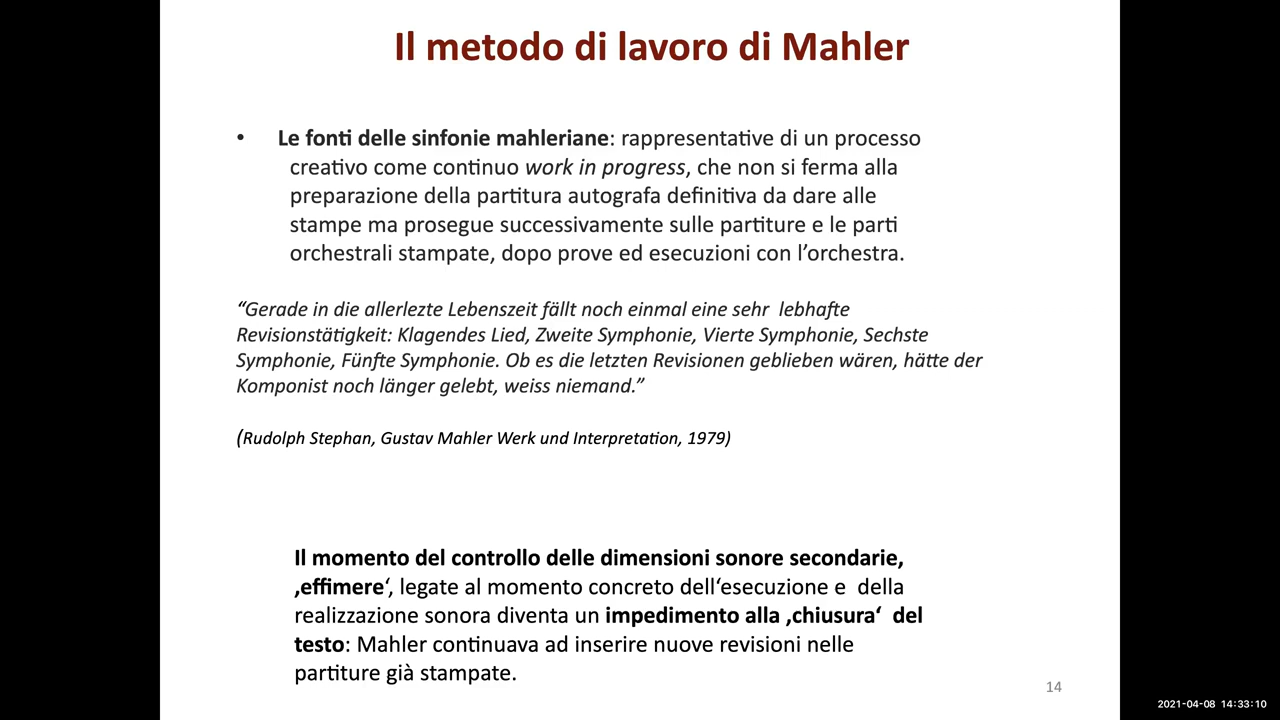 Il metodo di lavoro di Mahler
• Le fonti delle sinfonie mahleriane: rappresentative di un processo
creativo come continuo work in progress, che non si ferma alla
preparazione della partitura autografa definitiva da dare alle
stampe ma prosegue successivamente sulle partiture e le parti
orchestrali stampate, dopo prove ed esecuzioni con l’orchestra.
“Gerade in die allerlezte Lebenszeit fällt noch einmal eine sehr  lebhafte
Revisionstätigkeit: Klagendes Lied, Zweite Symphonie, Vierte Symphonie, Sechste
Symphonie, Fünfte Symphonie. Ob es die letzten Revisionen geblieben wären, hätte der
Komponist noch länger gelebt, weiss niemand.”
(Rudolph Stephan, Gustav Mahler Werk und Interpretation, 1979)
Il momento del controllo delle dimensioni sonore secondarie,
‚effimere‘, legate al momento concreto dell‘esecuzione e  della
realizzazione sonora diventa un impedimento alla ‚chiusura‘  del
testo: Mahler continuava ad inserire nuove revisioni nelle
partiture già stampate.
14
2021-04-08 14:33:10